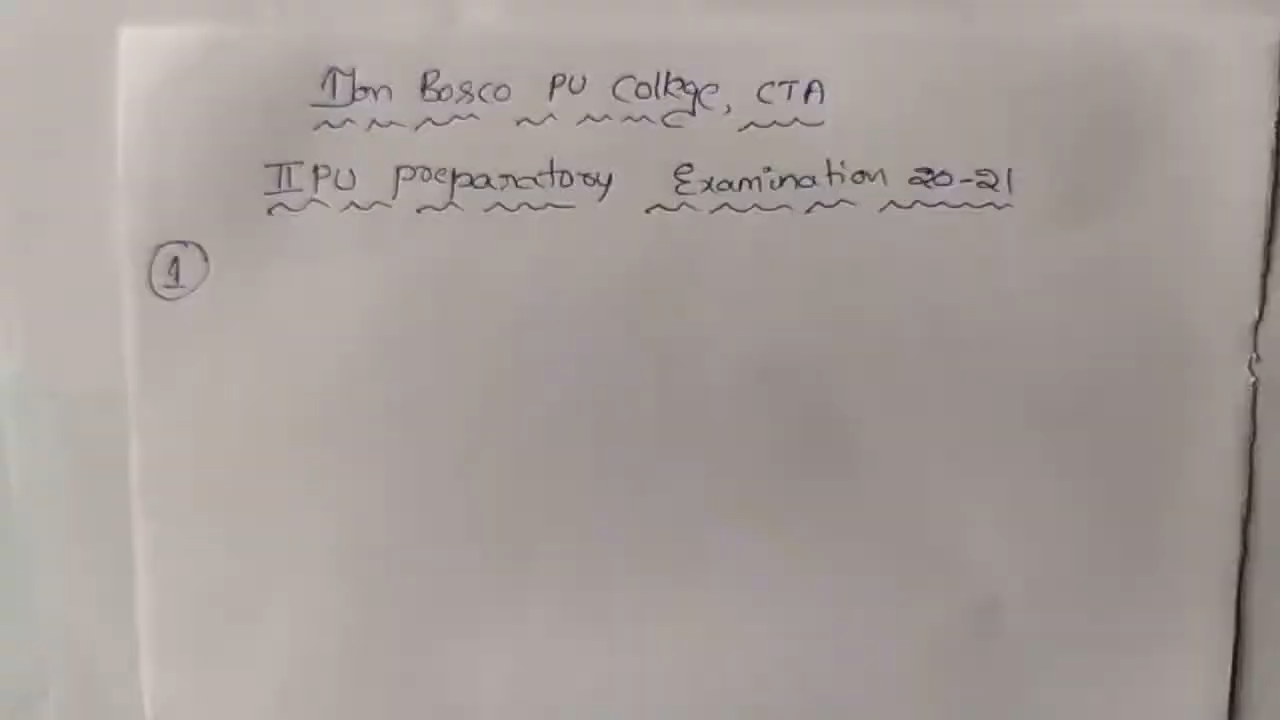 Don Bosco PU College, CTA
II PU preparatory Examination 20-21
1